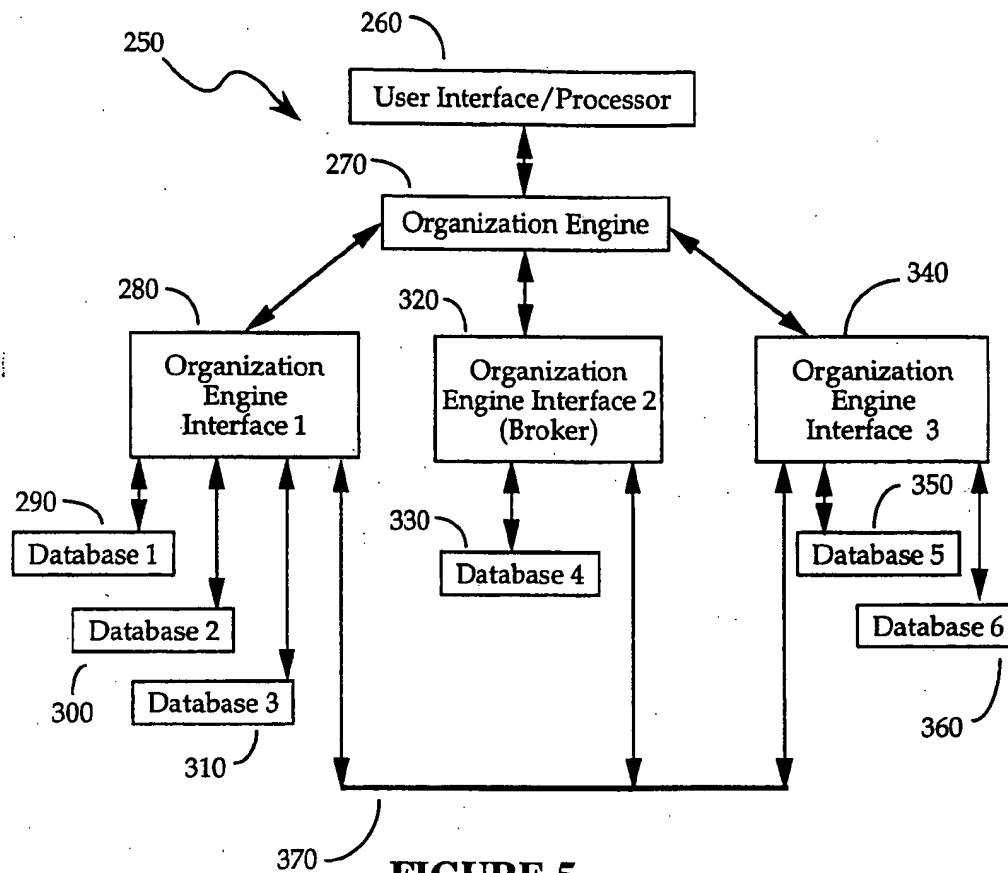 260
250
User Interface/Processor
270
Organization Engine
280
320
340
Organization
Engine
Interface 1
Organization
Engine Interface 2
(Broker)
Organization
Engine
Interface 3
290
330
350
Database 1
Database 4
Database 5
Database 2
Database 6
300
Database 3
310
360
370
FIGURE 5